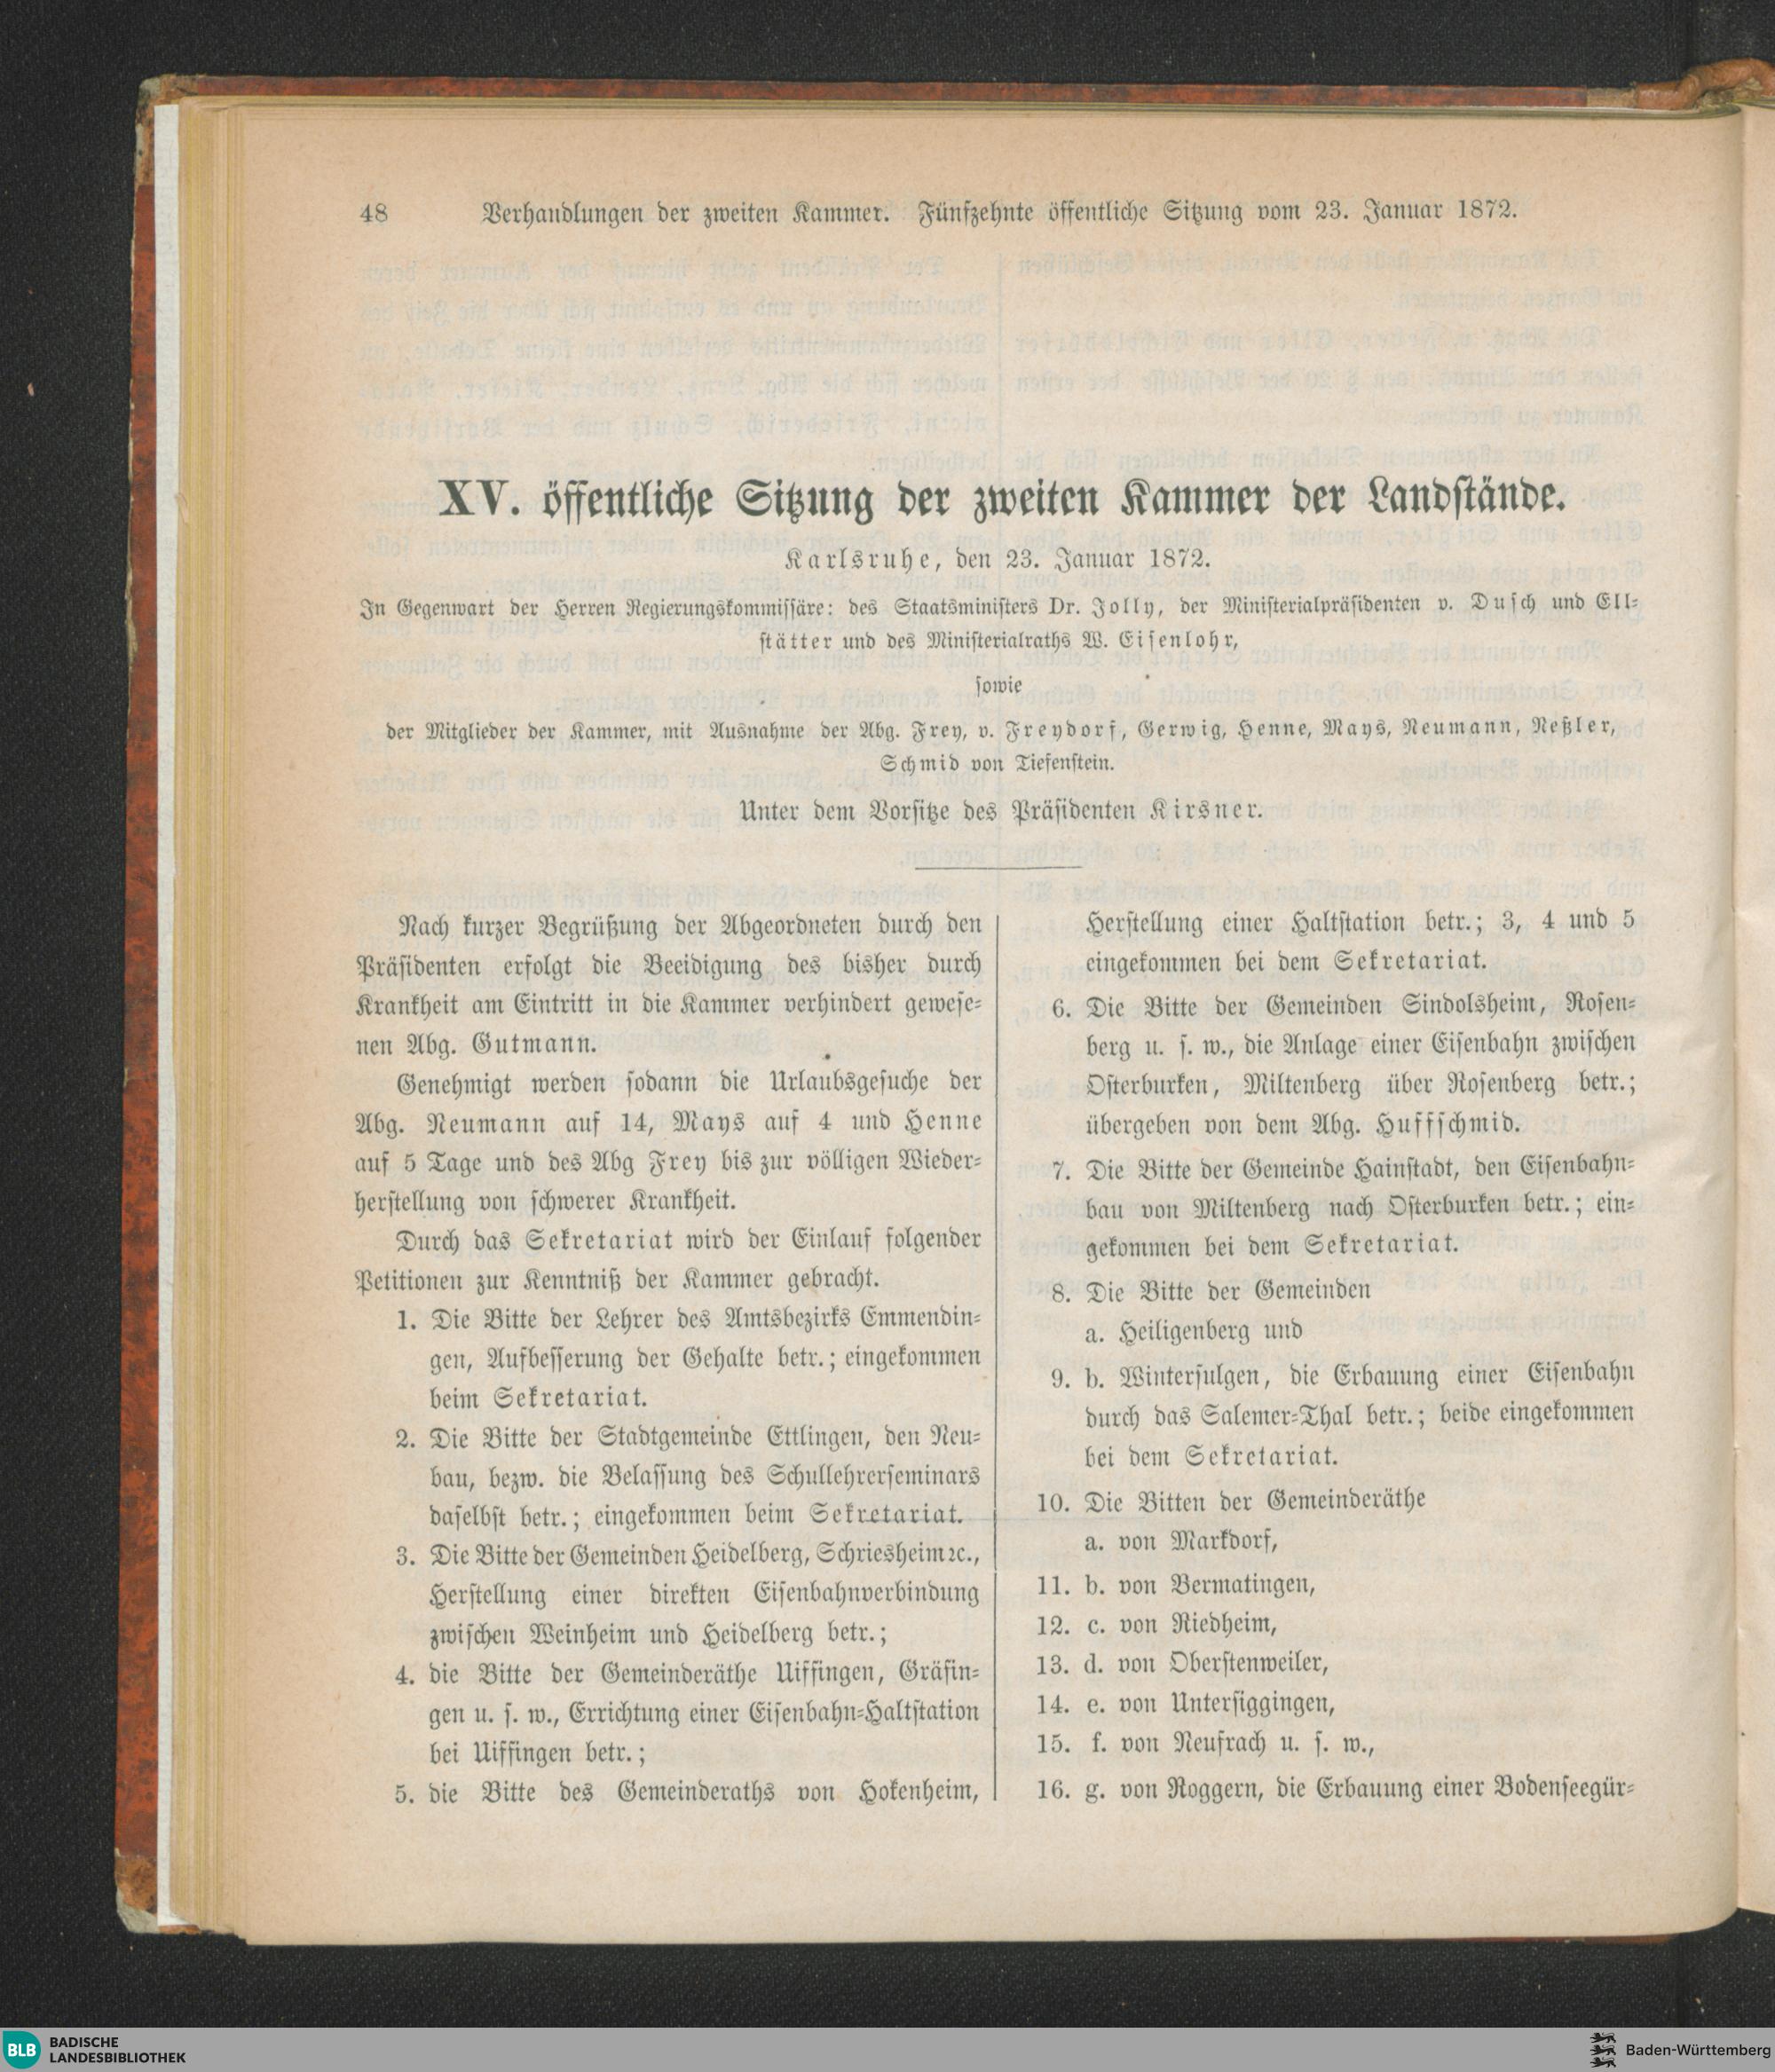 48 Verhandlungen der zweiten Kammer. Fünfzehnte öffentliche Sitzung vom 23. Januar 1872.
XV. öffentliche Sitzung der zweiten Kammer der Landstände.
Karlsruhe, den 23. Januar 1872.
In Gegenwart der Herren Regierungskommissäre: des Staatsministers Dr. Jolly, der Ministerialpräsidenten v. Dusch und Ell-
stätter und des Ministerialraths W. Eisenlohr,
sowie
der Mitglieder der Kammer, mit Ausnahme der Abg. Frey, v. Freydorf, Gerwig, Henne, Mays, Neumann, Neßler,
Schmid von Tiefenstein.
Unter dem Vorsitze des Präsidenten Kirsner.
Nach kurzer Begrüßung der Abgeordneten durch den
Präsidenten erfolgt die Beeidigung des bisher durch
Krankheit am Eintritt in die Kammer verhindert gewese-
nen Abg. Gutmann.
Genehmigt werden sodann die Urlaubsgesuche der
Abg. Neumann auf 14, Mays auf 4 und Henne
auf 5 Tage und des Abg Frey bis zur völligen Wieder-
herstellung von schwerer Krankheit.
Durch das Sekretariat wird der Einlauf folgender
Petitionen zur Kenntniß der Kammer gebracht.
1. Die Bitte der Lehrer des Amtsbezirks Emmendin-
gen, Aufbesserung der Gehalte betr.; eingekommen
beim Sekretariat.
2. Die Bitte der Stadtgemeinde Ettlingen, den Neu-
bau, bezw. die Belassung des Schullehrerseminars
daselbst betr.; eingekommen beim Sekretariat.
3. Die Bitte der Gemeinden Heidelberg, Schriesheim ꝛc.,
Herstellung einer direkten Eisenbahnverbindung
zwischen Weinheim und Heidelberg betr.;
4. die Bitte der Gemeinderäthe Uiffingen, Gräfin-
gen u. s. w., Errichtung einer Eisenbahn-Haltstation
bei Uiffingen betr.;
5. die Bitte des Gemeinderaths von Hokenheim,
Herstellung einer Haltstation betr.; 3, 4 und 5
eingekommen bei dem Sekretariat.
6. Die Bitte der Gemeinden Sindolsheim, Rosen-
berg u. s. w., die Anlage einer Eisenbahn zwischen
Osterburken, Miltenberg über Rosenberg betr.;
übergeben von dem Abg. Huffschmid.
7. Die Bitte der Gemeinde Hainstadt, den Eisenbahn-
bau von Miltenberg nach Osterburken betr.; ein-
gekommen bei dem Sekretariat.
8. Die Bitte der Gemeinden
a. Heiligenberg und
9. b. Wintersulgen, die Erbauung einer Eisenbahn
durch das Salemer-Thal betr.; beide eingekommen
bei dem Sekretariat.
10. Die Bitten der Gemeinderäthe
a. von Markdorf,
11. b. von Bermatingen,
12. c. von Riedheim,
13. d. von Oberstenweiler,
14. e. von Untersiggingen,
15. f. von Neufrach u. s. w.,
16. g. von Roggern, die Erbauung einer Bodenseegür-
BLB BADISCHE
LANDESBIBLIOTHEK
Baden-Württemberg